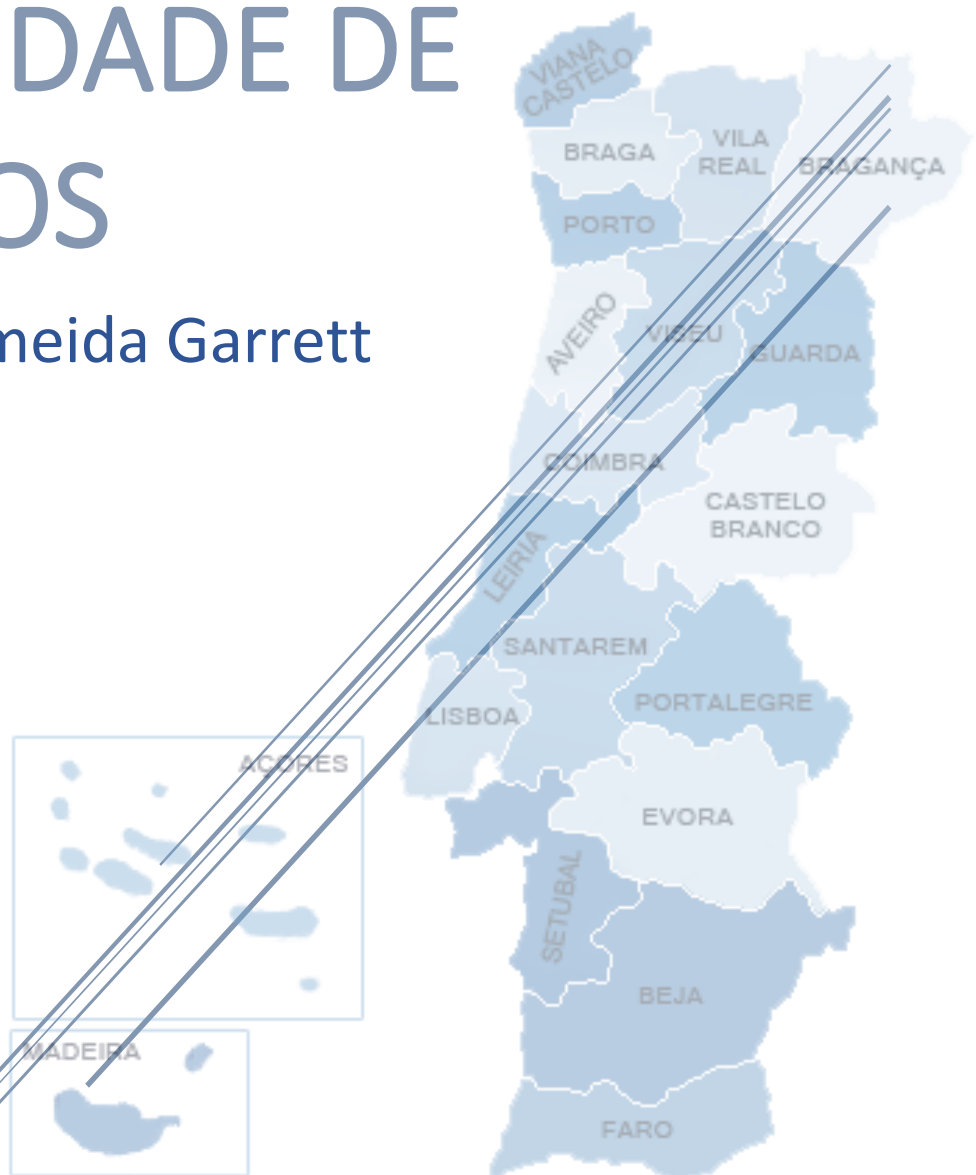 IDADE DE
OS
meida Garrett
VIANA
CASTELO
BRAGA
VILA
REAL
BRAGANÇA
PORTO
AVEIRO
VISEU
GUARDA
COIMBRA
CASTELO
BRANCO
LEIRIA
SANTAREM
PORTALEGRE
LISBOA
AÇORES
EVORA
SETUBAL
BEJA
MADEIRA
FARO